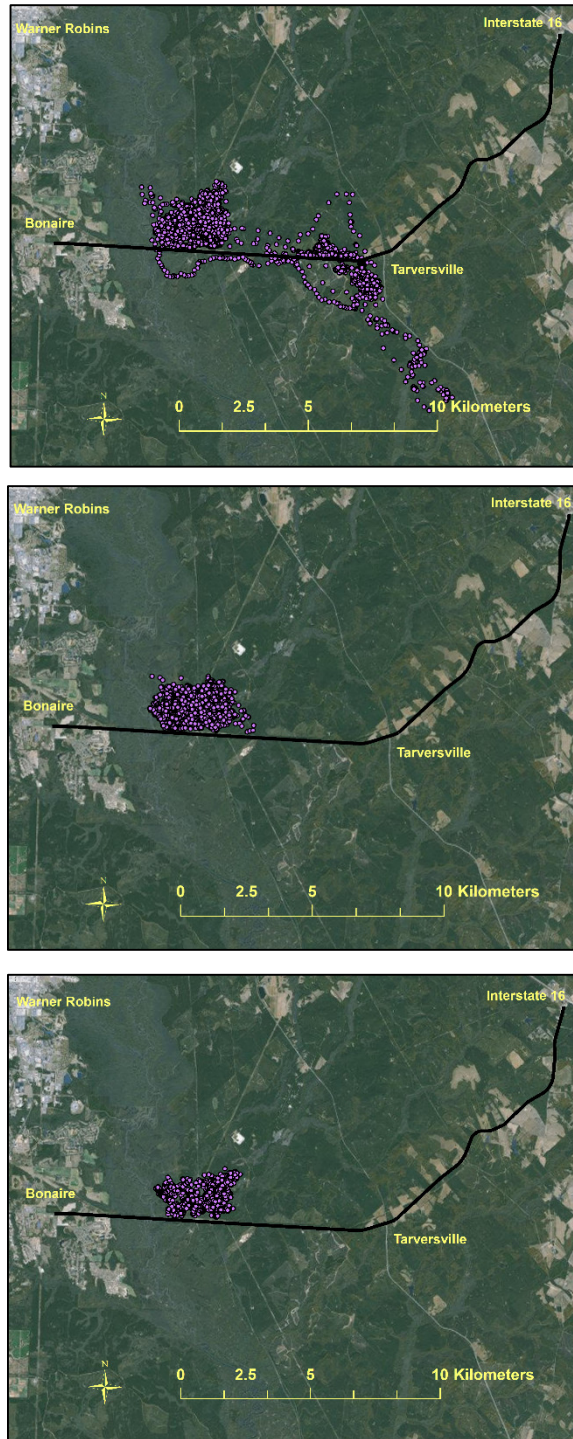 Warner Robins
Interstate 16
Bonaire
Tarversville
N
0 2.5 5 10 Kilometers
Warner Robins
Interstate 16
Bonaire
Tarversville
N
0 2.5 5 10 Kilometers
Warner Robins
Interstate 16
Bonaire
Tarversville
N
0 2.5 5 10 Kilometers